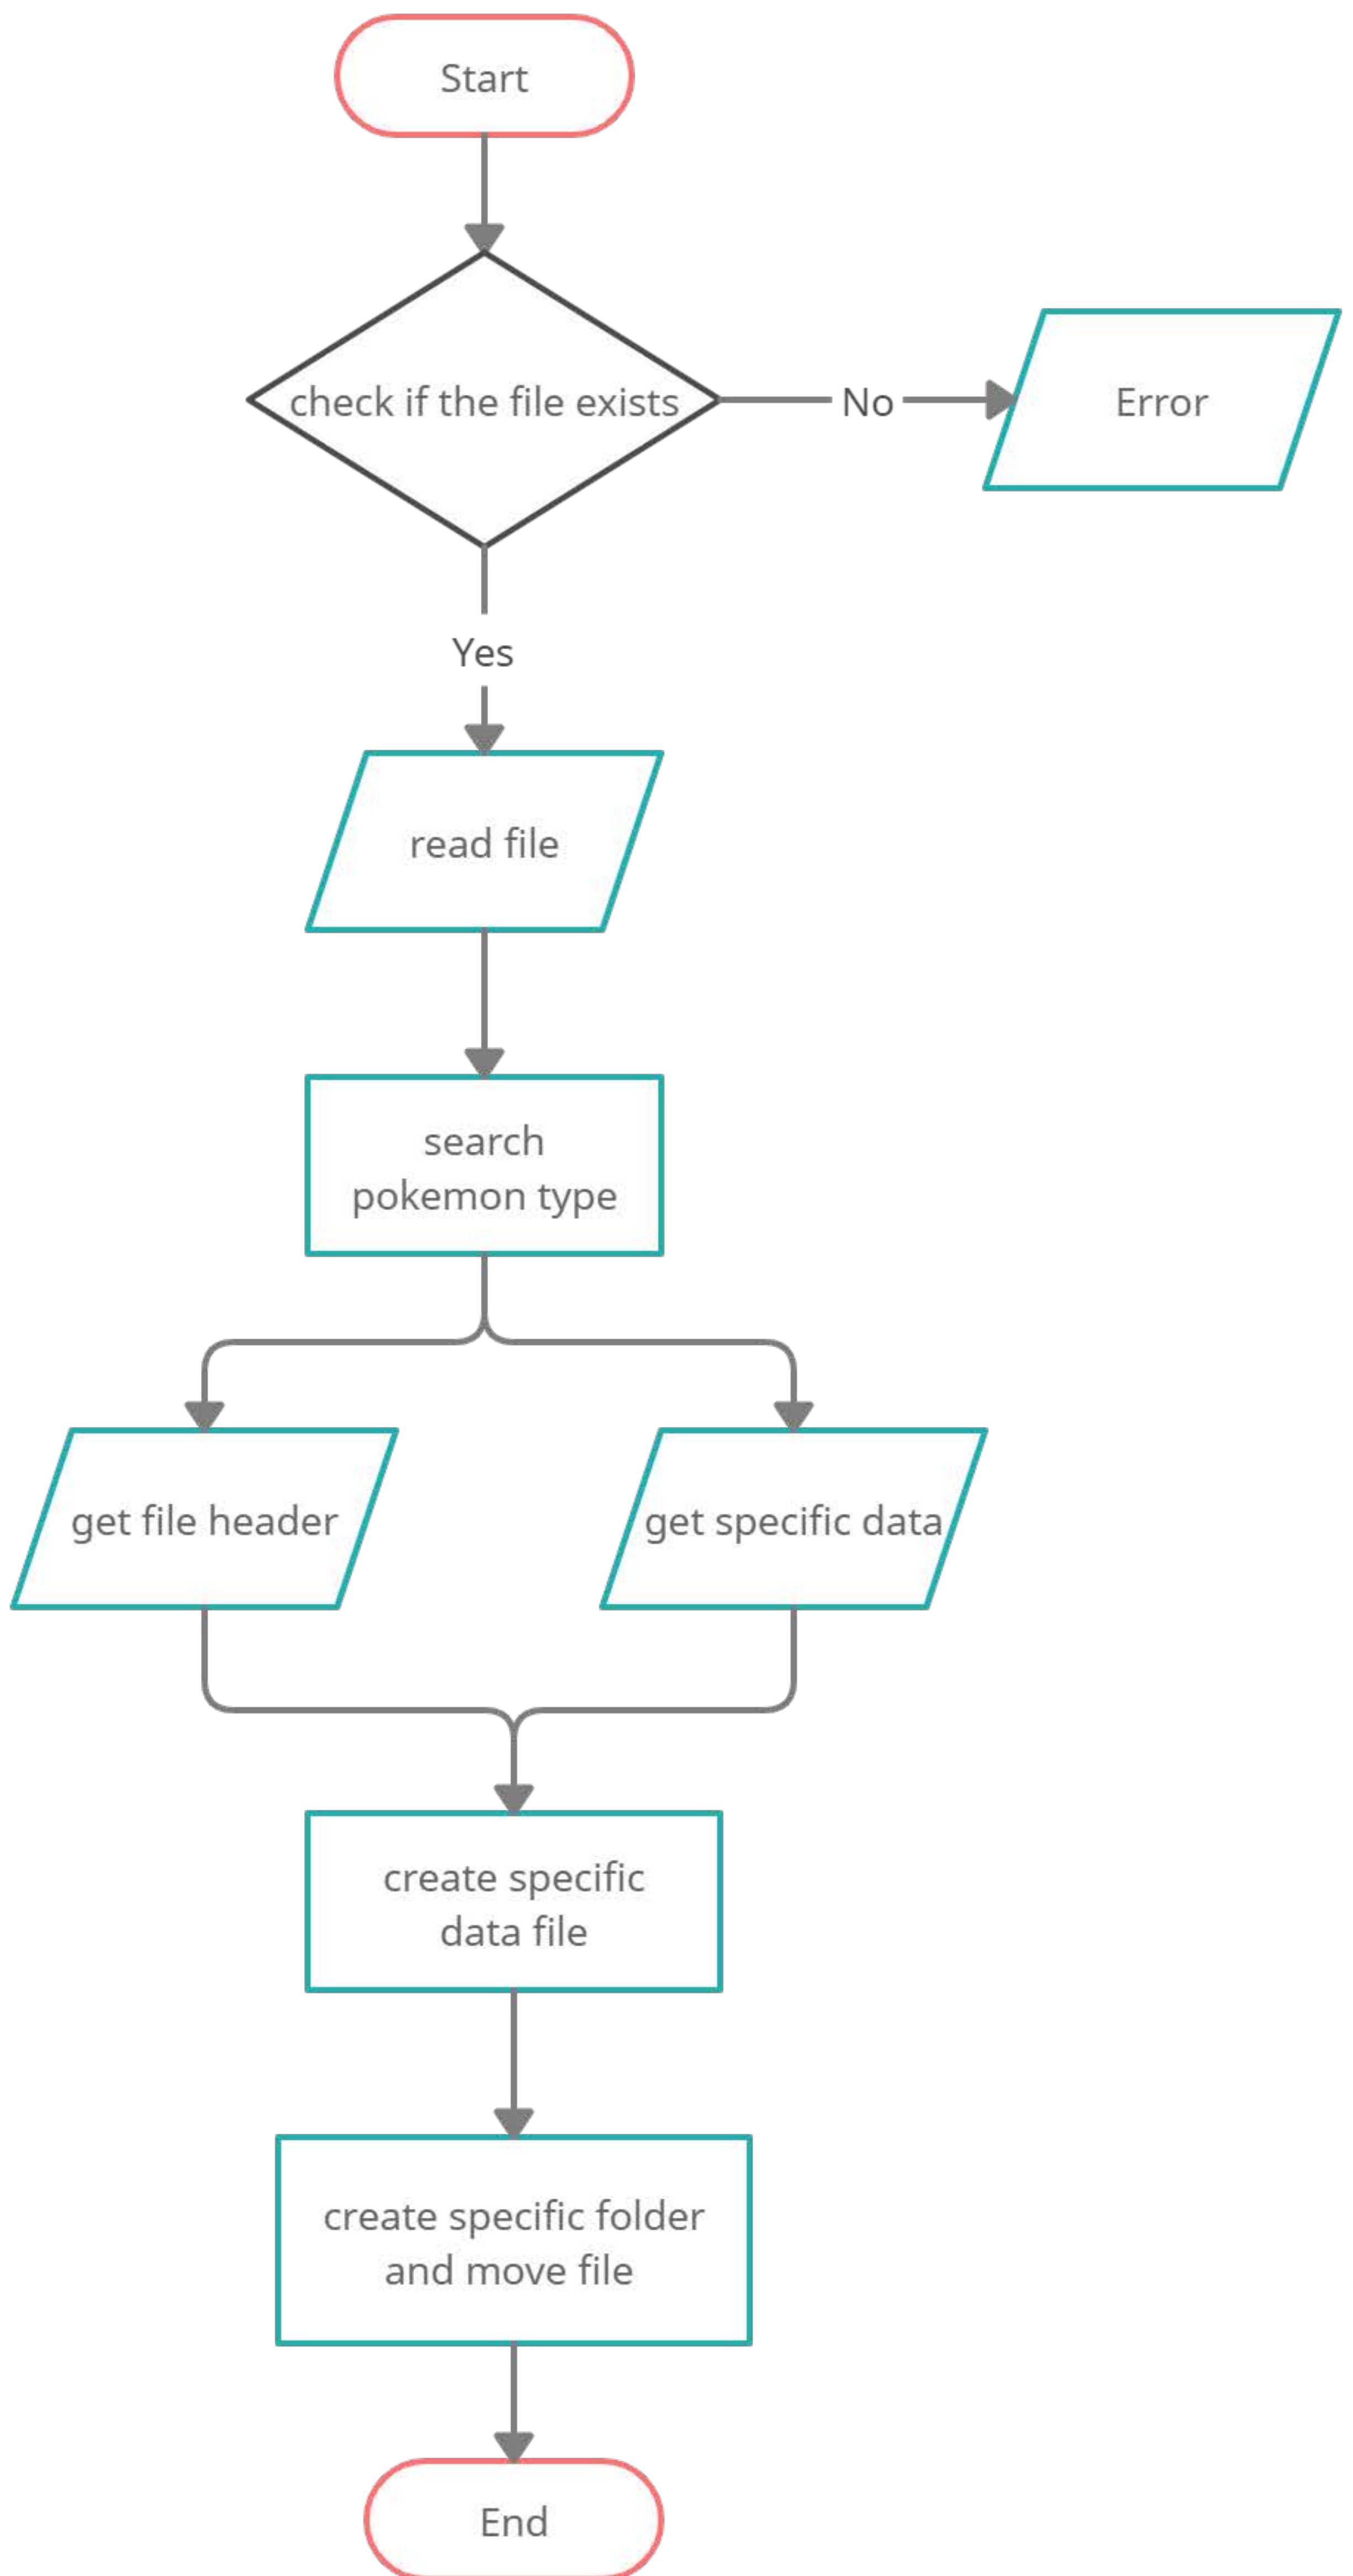 Start
check if the file exists
No
Error
Yes
read file
search
pokemon type
get file header
get specific data
create specific
data file
create specific folder
and move file
End